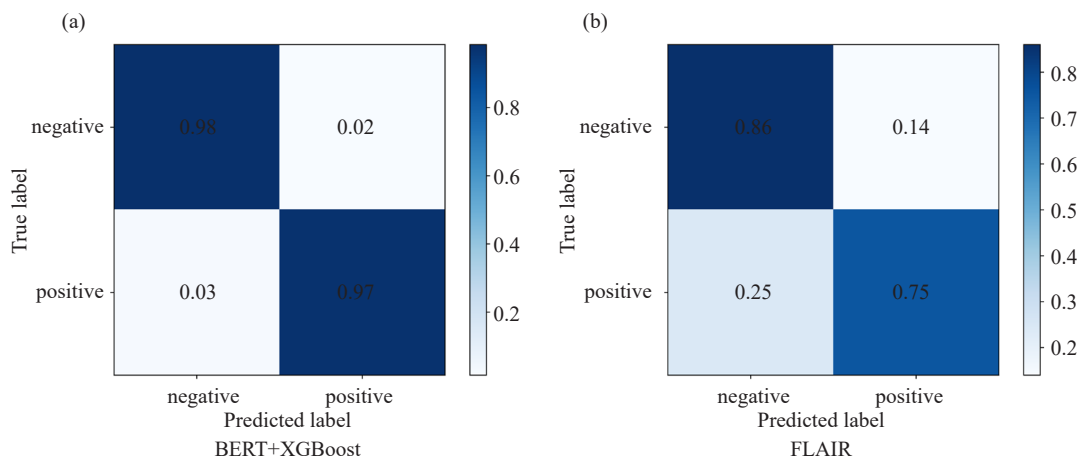 (a)
negative
0.98
0.02
positive
0.03
0.97
True label
negative
positive
Predicted label
BERT+XGBoost
0.8
0.6
0.4
0.2
(b)
negative
0.86
0.14
positive
0.25
0.75
True label
negative
positive
Predicted label
FLAIR
0.8
0.7
0.6
0.5
0.4
0.3
0.2